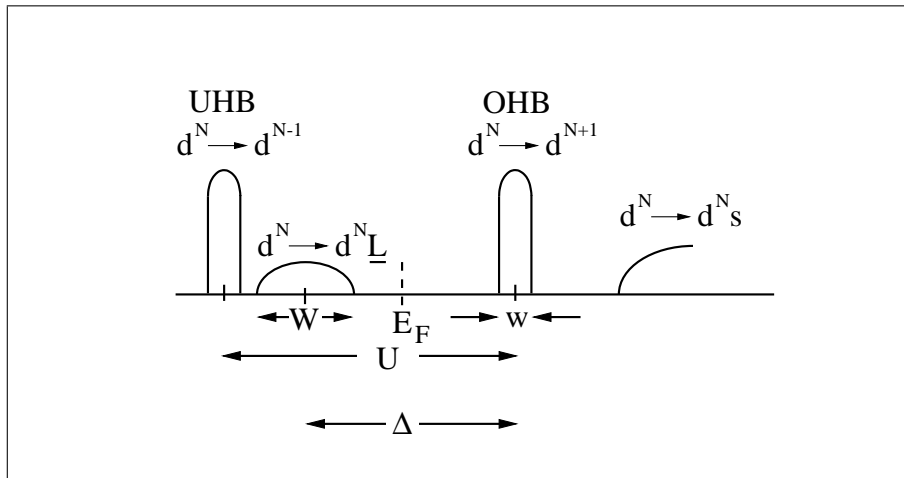 UHB OHB
d^N → d^{N-1} d^N → d^{N+1}
d^N → d^N s
d^N → d^N L̲
W E_F w
U
Δ